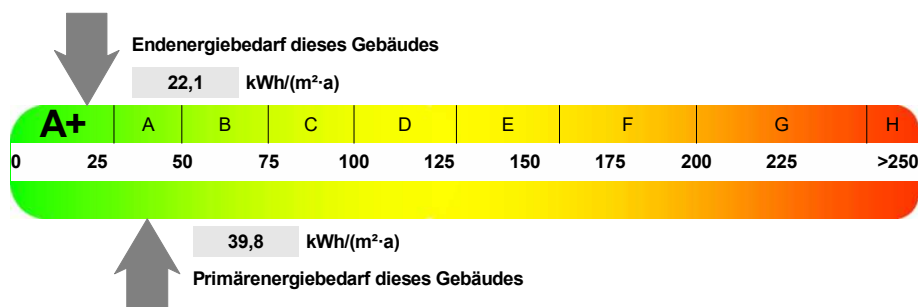 Endenergiebedarf dieses Gebäudes
22,1 kWh/(m²·a)
A+ A B C D E F G H
0 25 50 75 100 125 150 175 200 225 >250
39,8 kWh/(m²·a)
Primärenergiebedarf dieses Gebäudes